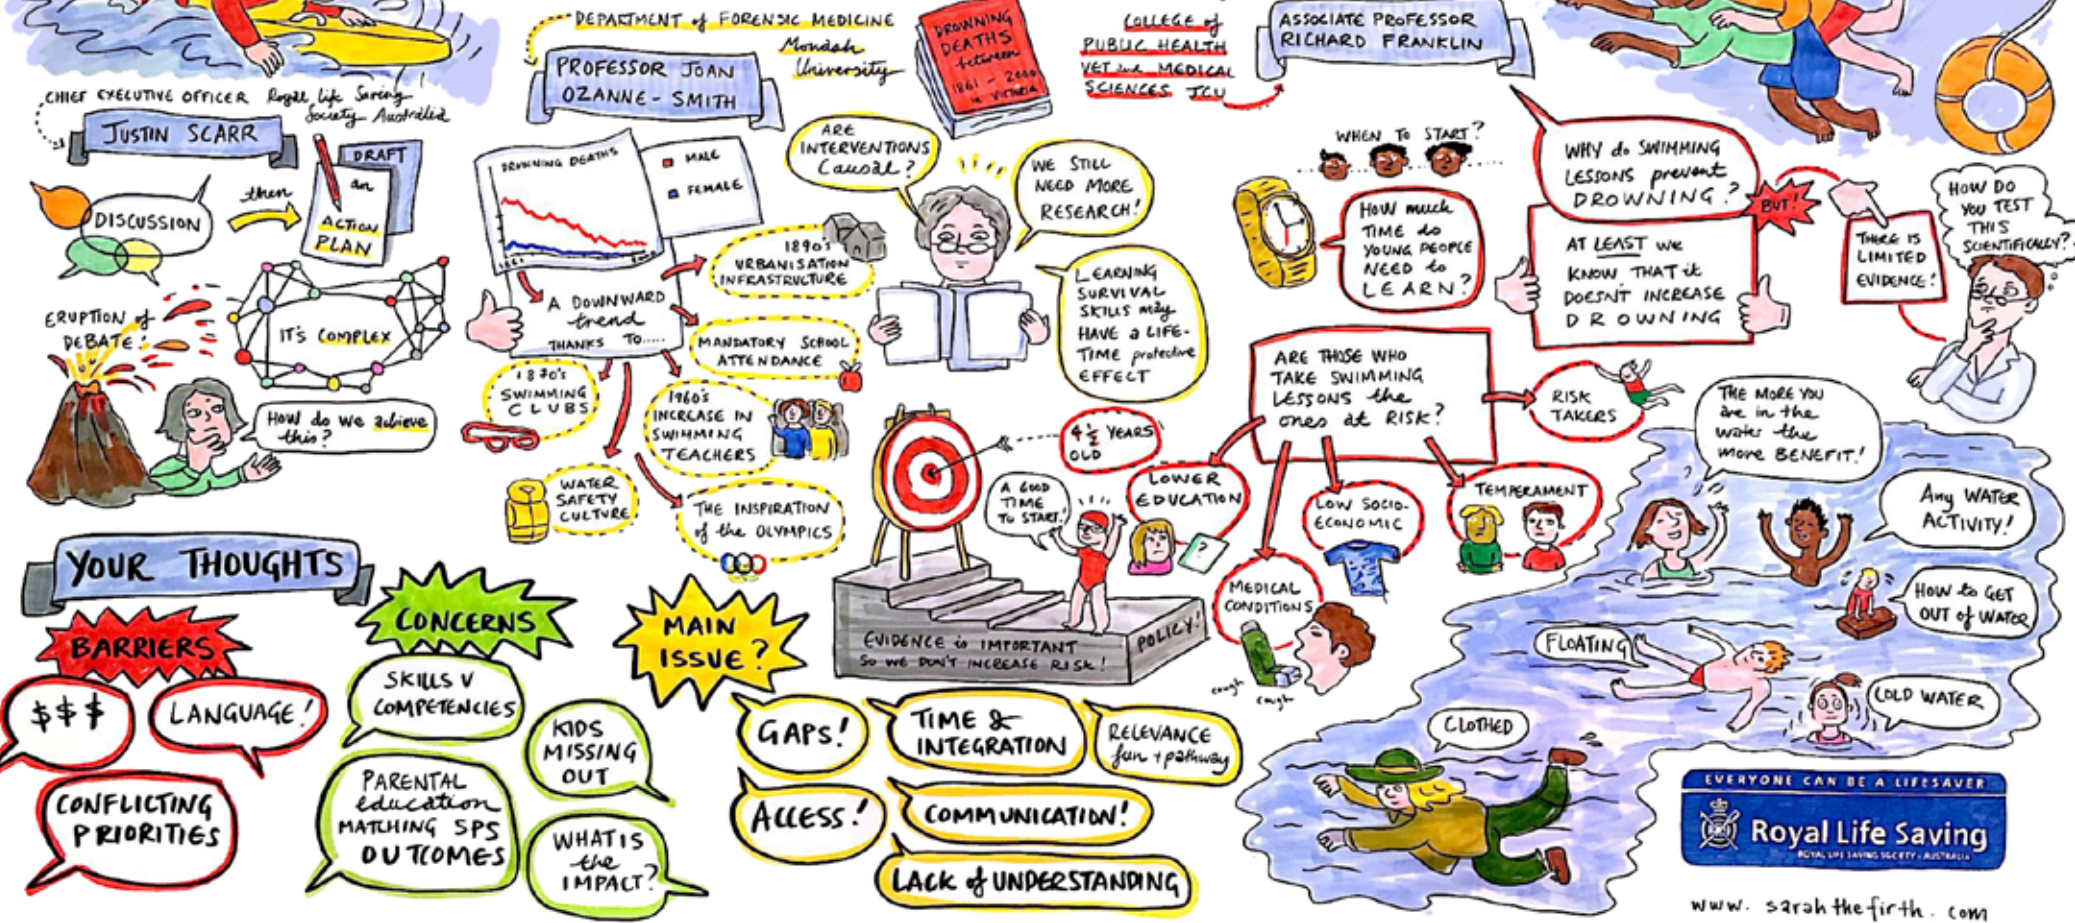 CHIEF EXECUTIVE OFFICER Royal Life Saving
Society Australia
JUSTIN SCARR
DISCUSSION
then
DRAFT
an
ACTION
PLAN
ERUPTION of
DEBATE!
IT'S COMPLEX
How do we achieve
this?
DEPARTMENT of FORENSIC MEDICINE
Monash
University
PROFESSOR JOAN
OZANNE-SMITH
DROWNING
DEATHS
between
1861 - 2000
in VICTORIA
DROWNING DEATHS
MALE
FEMALE
1861
2000
A DOWNWARD
trend
THANKS TO.....
1890's
URBANISATION
INFRASTRUCTURE
MANDATORY SCHOOL
ATTENDANCE
1870's
SWIMMING
CLUBS
1960's
INCREASE IN
SWIMMING
TEACHERS
WATER
SAFETY
CULTURE
THE INSPIRATION
of the OLYMPICS
ARE
INTERVENTIONS
Causal?
WE STILL
NEED MORE
RESEARCH!
LEARNING
SURVIVAL
SKILLS may
HAVE a LIFE-
TIME protective
EFFECT
4½ YEARS
OLD
A GOOD
TIME
TO START!
EVIDENCE is IMPORTANT
SO WE DON'T INCREASE RISK!
POLICY!
COLLEGE of
PUBLIC HEALTH
VET and MEDICAL
SCIENCES JCU
ASSOCIATE PROFESSOR
RICHARD FRANKLIN
WHEN TO START?
HOW much
TIME do
YOUNG PEOPLE
NEED to
LEARN?
WHY do SWIMMING
LESSONS prevent
DROWNING?
BUT!
AT LEAST we
KNOW THAT it
DOESN'T INCREASE
DROWNING
THERE IS
LIMITED
EVIDENCE!
HOW DO
YOU TEST
THIS
SCIENTIFICALLY?
ARE THOSE WHO
TAKE SWIMMING
LESSONS the
ones at RISK?
RISK
TAKERS
LOWER
EDUCATION
?
LOW SOCIO-
ECONOMIC
TEMPERAMENT
MEDICAL
CONDITIONS
cough
cough
THE MORE YOU
are in the
water the
more BENEFIT!
Any WATER
ACTIVITY!
HOW to GET
OUT of WATER
FLOATING
COLD WATER
CLOTHED
YOUR THOUGHTS
BARRIERS
$$$
LANGUAGE!
CONFLICTING
PRIORITIES
CONCERNS
SKILLS V
COMPETENCIES
KIDS
MISSING
OUT
PARENTAL
education
MATCHING SPS
OUTCOMES
WHAT IS
the
IMPACT?
MAIN
ISSUE?
GAPS!
TIME &
INTEGRATION
RELEVANCE
fun + pathway
ACCESS!
COMMUNICATION!
LACK of UNDERSTANDING
EVERYONE CAN BE A LIFESAVER
Royal Life Saving
ROYAL LIFE SAVING SOCIETY - AUSTRALIA
www.sarahthefirth.com